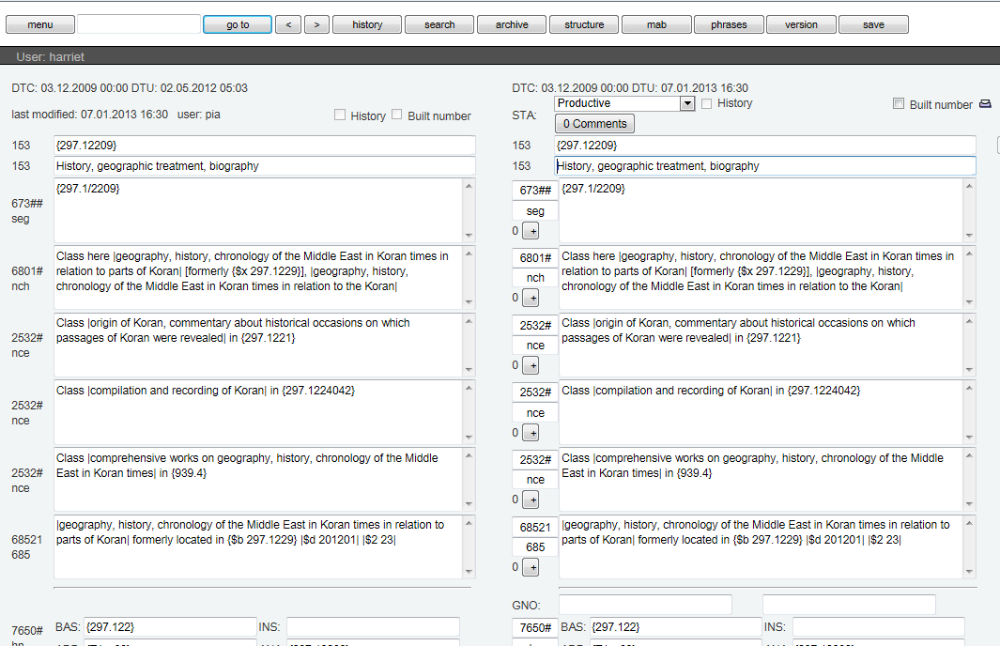 menu go to < > history search archive structure mab phrases version save
User: harriet
DTC: 03.12.2009 00:00 DTU: 02.05.2012 05:03
last modified: 07.01.2013 16:30 user: pia History Built number
153 {297.12209}
153 History, geographic treatment, biography
673## seg
{297.1/2209}
6801# nch
Class here |geography, history, chronology of the Middle East in Koran times in
relation to parts of Koran| [formerly {$x 297.1229}], |geography, history,
chronology of the Middle East in Koran times in relation to the Koran|
2532# nce
Class |origin of Koran, commentary about historical occasions on which
passages of Koran were revealed| in {297.1221}
2532# nce
Class |compilation and recording of Koran| in {297.1224042}
2532# nce
Class |comprehensive works on geography, history, chronology of the Middle
East in Koran times| in {939.4}
68521 685
|geography, history, chronology of the Middle East in Koran times in relation to
parts of Koran| formerly located in {$b 297.1229} |$d 201201| |$2 23|
7650#
BAS: {297.122} INS:
DTC: 03.12.2009 00:00 DTU: 07.01.2013 16:30
STA: Productive History Built number
0 Comments
153 {297.12209}
153 History, geographic treatment, biography
673## seg 0 +
{297.1/2209}
6801# nch 0 +
Class here |geography, history, chronology of the Middle East in Koran times in
relation to parts of Koran| [formerly {$x 297.1229}], |geography, history,
chronology of the Middle East in Koran times in relation to the Koran|
2532# nce 0 +
Class |origin of Koran, commentary about historical occasions on which
passages of Koran were revealed| in {297.1221}
2532# nce 0 +
Class |compilation and recording of Koran| in {297.1224042}
2532# nce 0 +
Class |comprehensive works on geography, history, chronology of the Middle
East in Koran times| in {939.4}
68521 685 0 +
|geography, history, chronology of the Middle East in Koran times in relation to
parts of Koran| formerly located in {$b 297.1229} |$d 201201| |$2 23|
GNO:
7650# BAS: {297.122} INS: